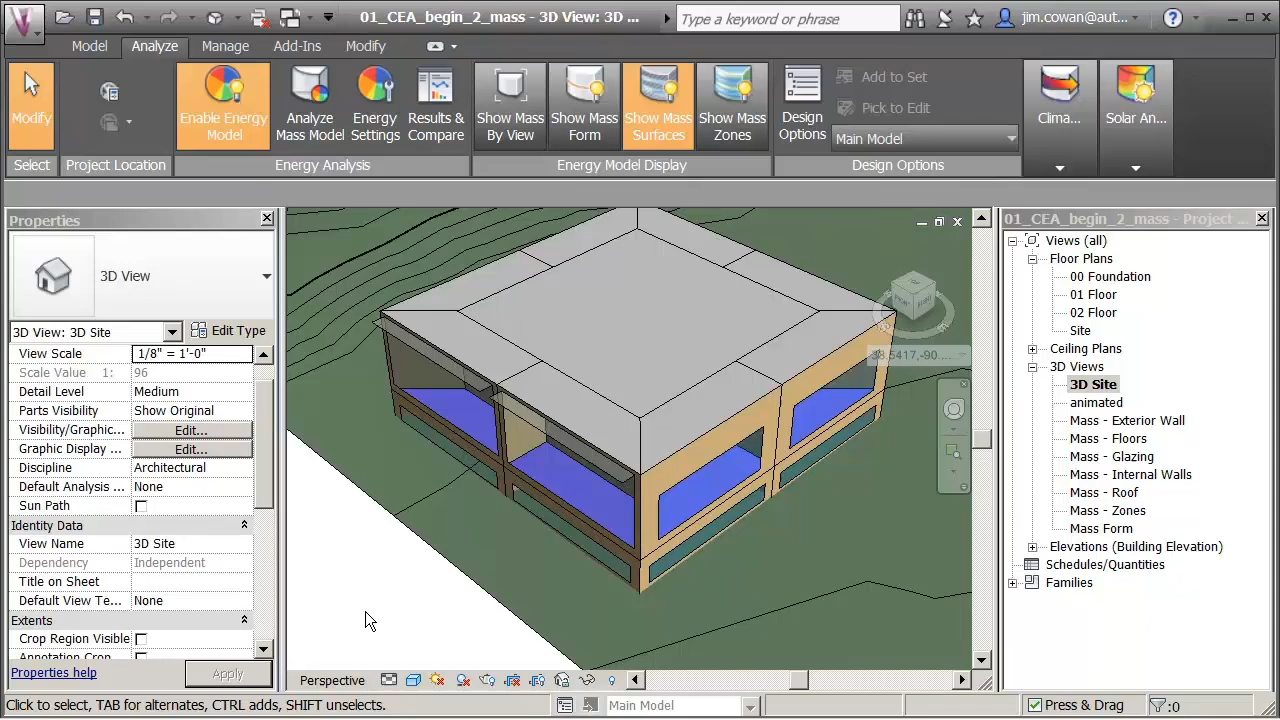 01_CEA_begin_2_mass - 3D View: 3D ...
Type a keyword or phrase
jim.cowan@aut...
Model
Analyze
Manage
Add-Ins
Modify
Modify
Enable Energy
Model
Analyze
Mass Model
Energy
Settings
Results &
Compare
Show Mass
By View
Show Mass
Form
Show Mass
Surfaces
Show Mass
Zones
Design
Options
Add to Set
Pick to Edit
Main Model
Clima...
Solar An...
Select
Project Location
Energy Analysis
Energy Model Display
Design Options
Properties
3D View
3D View: 3D Site
Edit Type
View Scale 1/8" = 1'-0"
Scale Value 1: 96
Detail Level Medium
Parts Visibility Show Original
Visibility/Graphic... Edit...
Graphic Display ... Edit...
Discipline Architectural
Default Analysis ... None
Sun Path
Identity Data
View Name 3D Site
Dependency Independent
Title on Sheet
Default View Te... None
Extents
Crop Region Visible
Annotation Crop
Properties help
Apply
38.5417,-90....
Perspective
01_CEA_begin_2_mass - Project ...
Views (all)
Floor Plans
00 Foundation
01 Floor
02 Floor
Site
Ceiling Plans
3D Views
3D Site
animated
Mass - Exterior Wall
Mass - Floors
Mass - Glazing
Mass - Internal Walls
Mass - Roof
Mass - Zones
Mass Form
Elevations (Building Elevation)
Schedules/Quantities
Families
Click to select, TAB for alternates, CTRL adds, SHIFT unselects.
Main Model
Press & Drag
:0